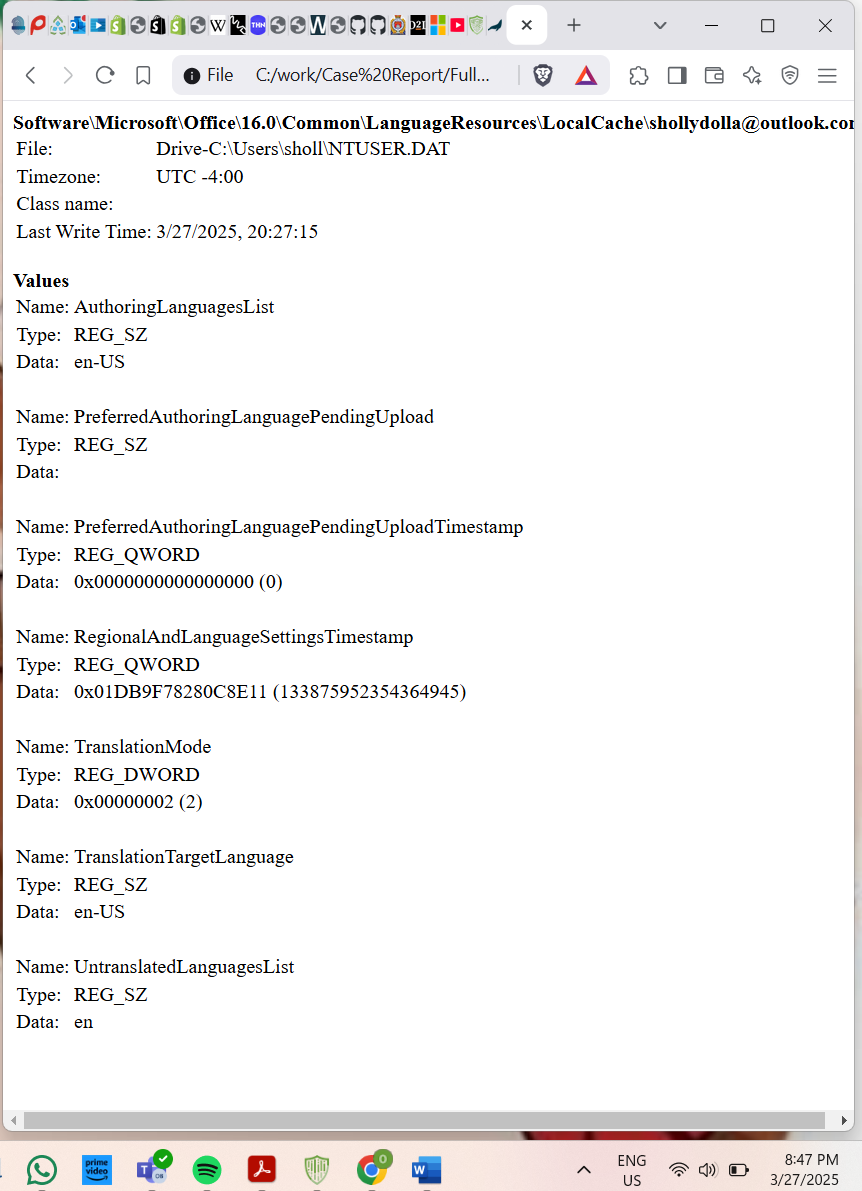 File C:/work/Case%20Report/Full...
Software\Microsoft\Office\16.0\Common\LanguageResources\LocalCache\shollydolla@outlook.com
File: Drive-C:\Users\sholl\NTUSER.DAT
Timezone: UTC -4:00
Class name:
Last Write Time: 3/27/2025, 20:27:15
Values
Name: AuthoringLanguagesList
Type: REG_SZ
Data: en-US
Name: PreferredAuthoringLanguagePendingUpload
Type: REG_SZ
Data:
Name: PreferredAuthoringLanguagePendingUploadTimestamp
Type: REG_QWORD
Data: 0x0000000000000000 (0)
Name: RegionalAndLanguageSettingsTimestamp
Type: REG_QWORD
Data: 0x01DB9F78280C8E11 (133875952354364945)
Name: TranslationMode
Type: REG_DWORD
Data: 0x00000002 (2)
Name: TranslationTargetLanguage
Type: REG_SZ
Data: en-US
Name: UntranslatedLanguagesList
Type: REG_SZ
Data: en
prime video
0
ENG
US
8:47 PM
3/27/2025